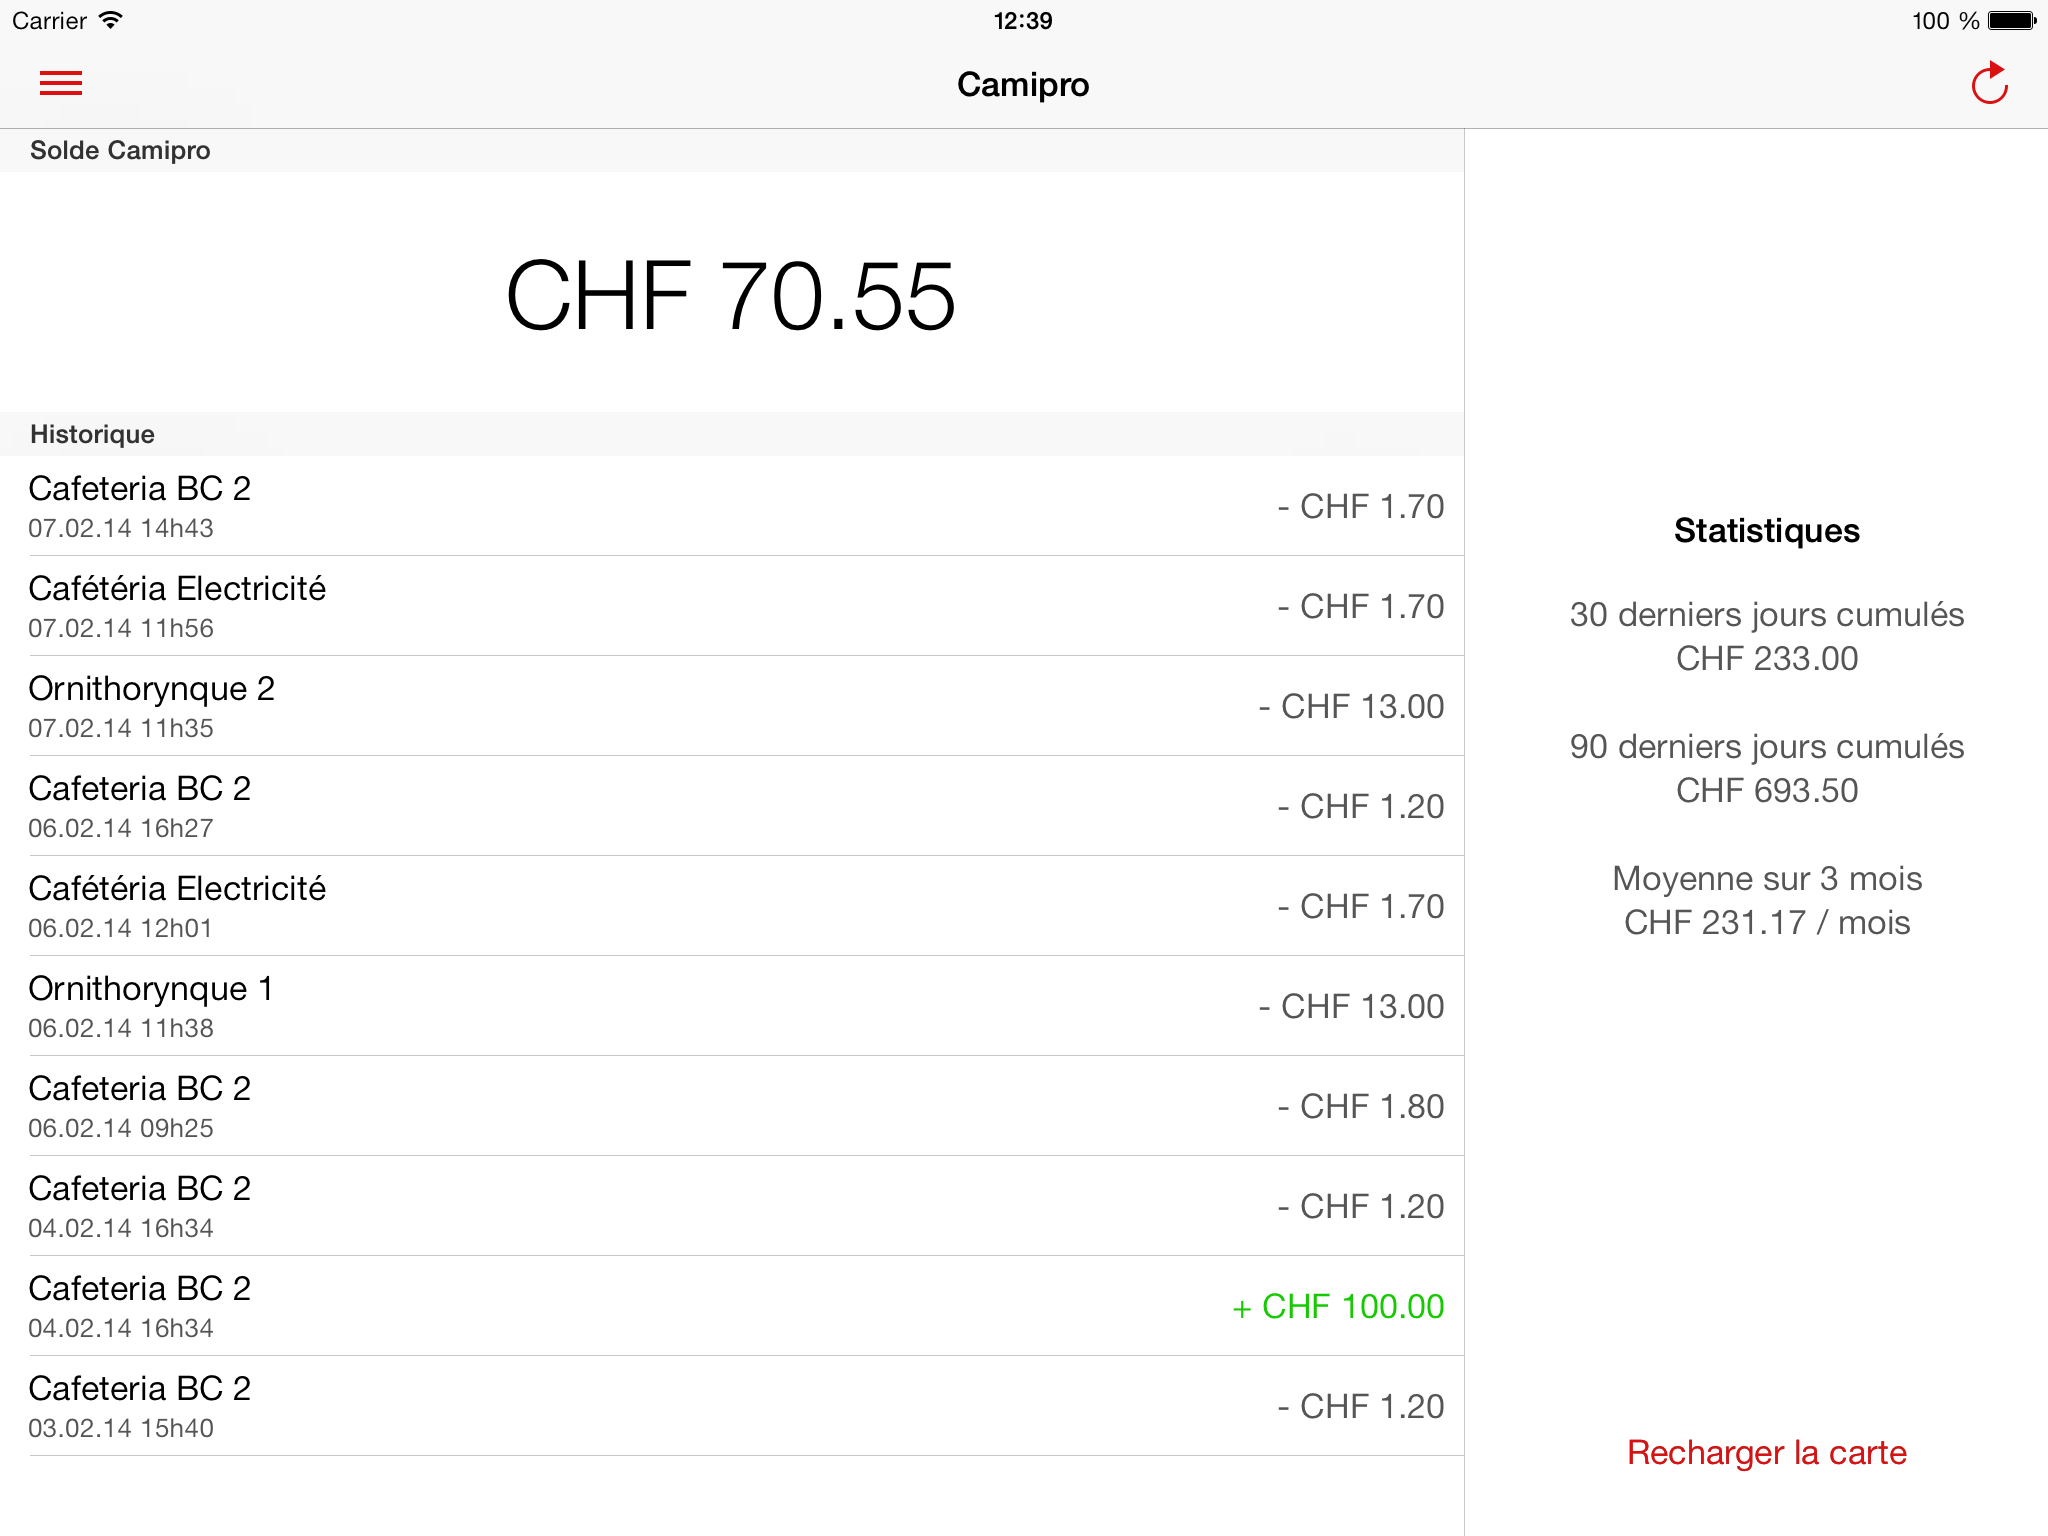 Carrier
12:39
100 %
Camipro
Solde Camipro
CHF 70.55
Historique
Cafeteria BC 2
07.02.14 14h43
- CHF 1.70
Cafétéria Electricité
07.02.14 11h56
- CHF 1.70
Ornithorynque 2
07.02.14 11h35
- CHF 13.00
Cafeteria BC 2
06.02.14 16h27
- CHF 1.20
Cafétéria Electricité
06.02.14 12h01
- CHF 1.70
Ornithorynque 1
06.02.14 11h38
- CHF 13.00
Cafeteria BC 2
06.02.14 09h25
- CHF 1.80
Cafeteria BC 2
04.02.14 16h34
- CHF 1.20
Cafeteria BC 2
04.02.14 16h34
+ CHF 100.00
Cafeteria BC 2
03.02.14 15h40
- CHF 1.20
Statistiques
30 derniers jours cumulés
CHF 233.00
90 derniers jours cumulés
CHF 693.50
Moyenne sur 3 mois
CHF 231.17 / mois
Recharger la carte